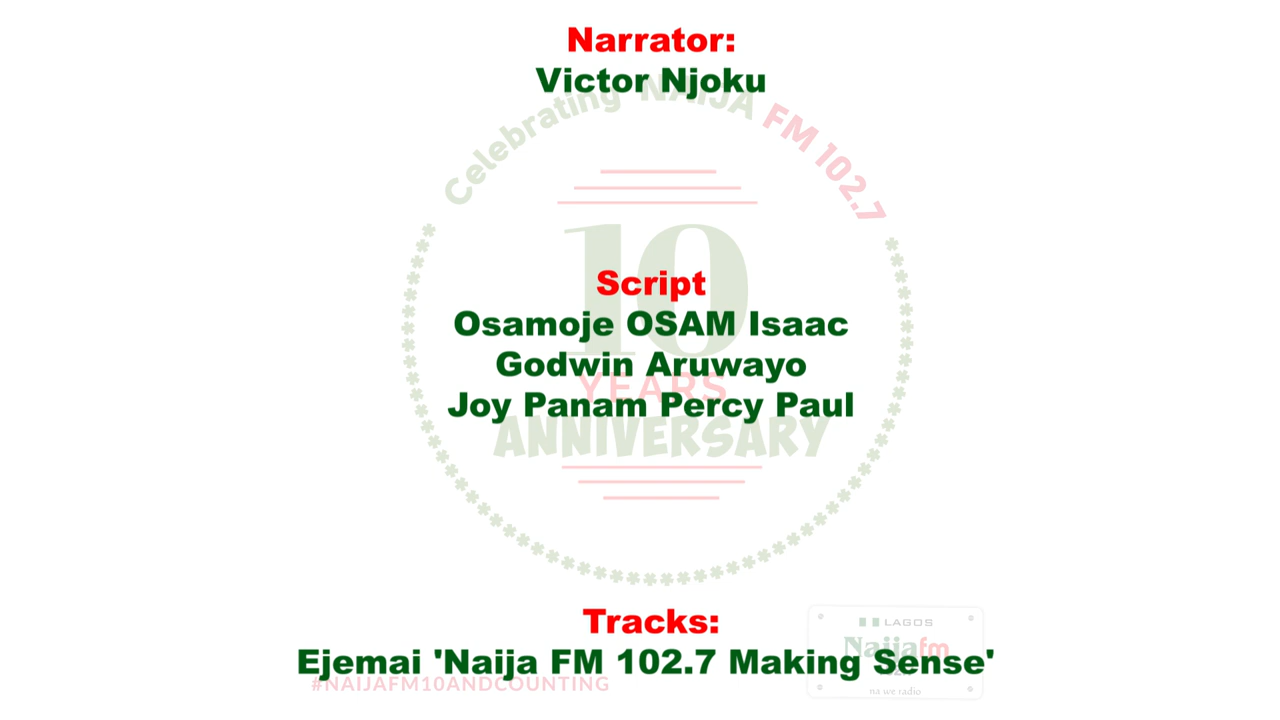 Narrator:
Victor Njoku
Celebrating NAIJA FM 102.7
10
Script
Osamoje OSAM Isaac
Godwin Aruwayo
YEARS
Joy Panam Percy Paul
ANNIVERSARY
Tracks:
LAGOS
Naijafm
Ejemai 'Naija FM 102.7 Making Sense'
#NAIJAFM10ANDCOUNTING
na we radio